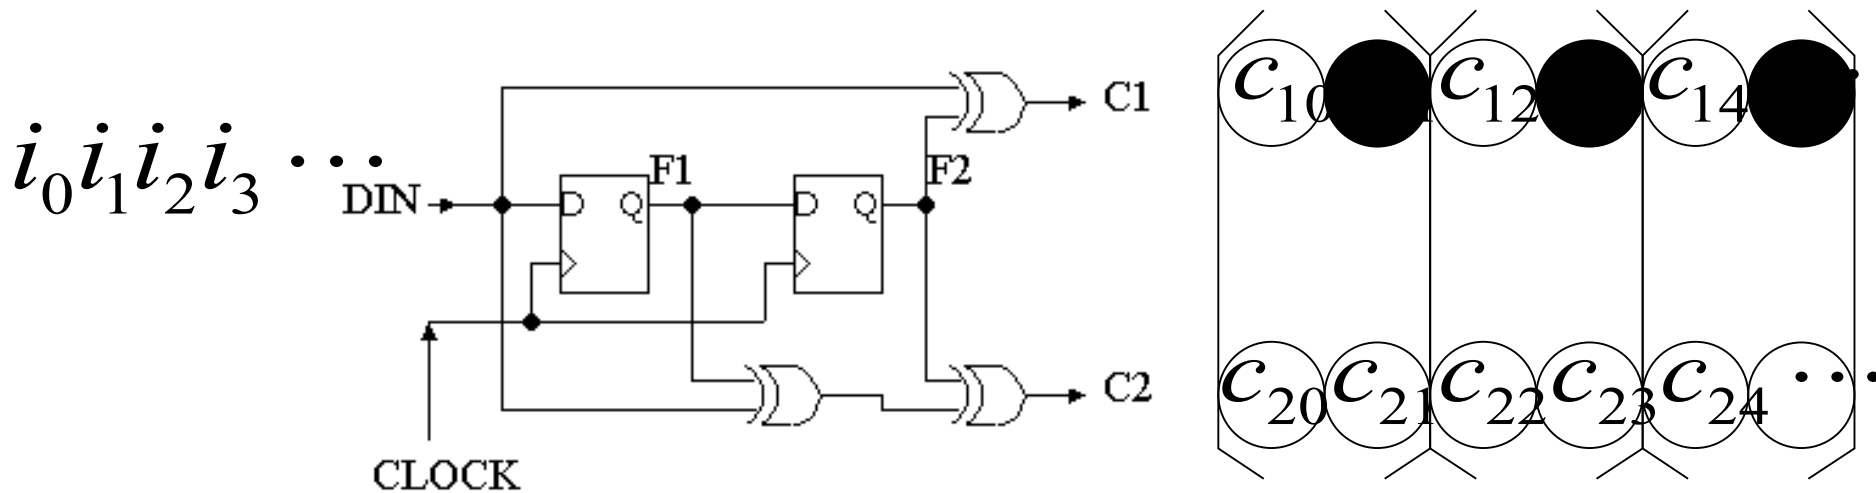 i₀i₁i₂i₃ ···
DIN
CLOCK
F1
F2
D Q
D Q
C1
C2
c₁₀ c₁₂ c₁₄
c₂₀ c₂₁ c₂₂ c₂₃ c₂₄ ···